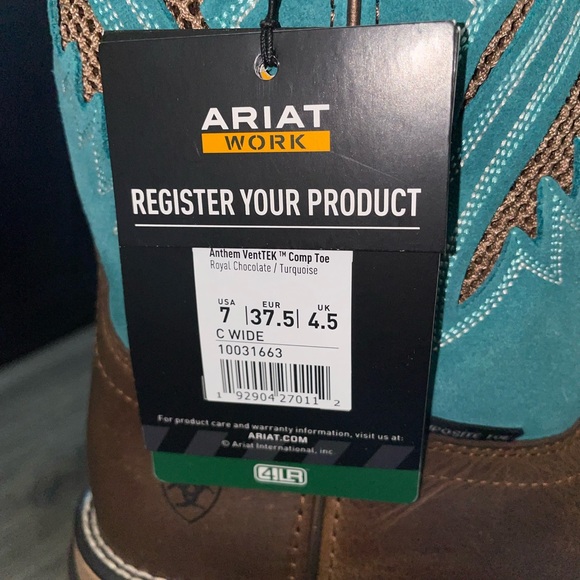 ARIAT
WORK
REGISTER YOUR PRODUCT
Anthem VentTEK™ Comp Toe
Royal Chocolate / Turquoise
USA EUR UK
7 | 37.5 | 4.5
C WIDE
10031663
1 92904 27011 2
For product care and warranty information, visit us at:
ARIAT.COM
© Ariat International, inc
4LR